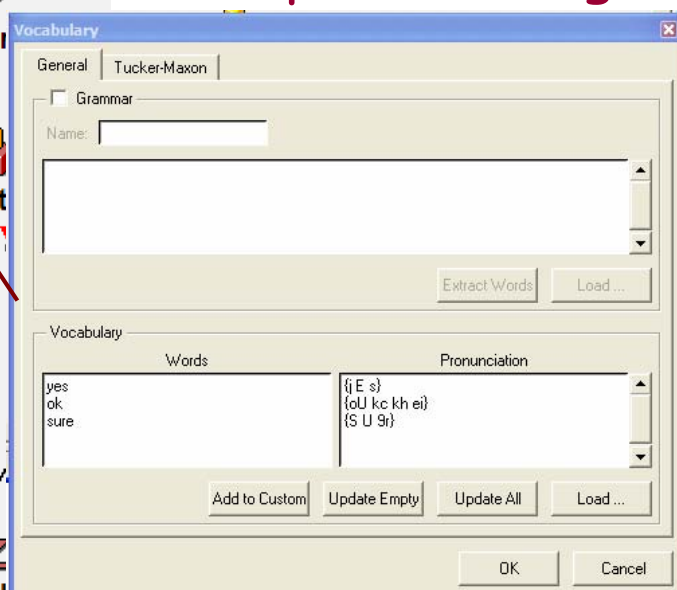 Vocabulary
General Tucker-Maxon
Grammar
Name:
Extract Words Load ...
Vocabulary
Words Pronunciation
yes {j E s}
ok {oU kc kh ei}
sure {S U 9r}
Add to Custom Update Empty Update All Load ...
OK Cancel